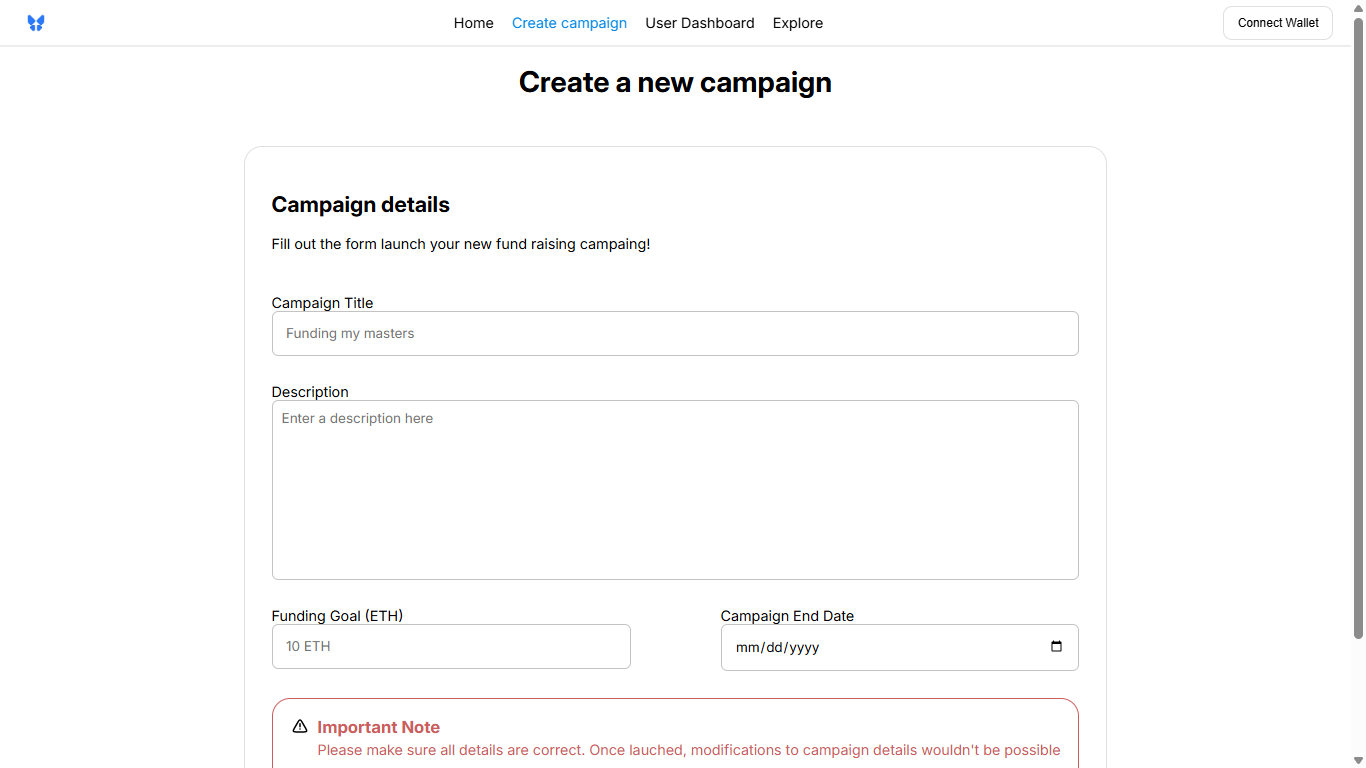 Home Create campaign User Dashboard Explore Connect Wallet
Create a new campaign
Campaign details
Fill out the form launch your new fund raising campaing!
Campaign Title
Funding my masters
Description
Enter a description here
Funding Goal (ETH) Campaign End Date
10 ETH mm/dd/yyyy
Important Note
Please make sure all details are correct. Once lauched, modifications to campaign details wouldn't be possible